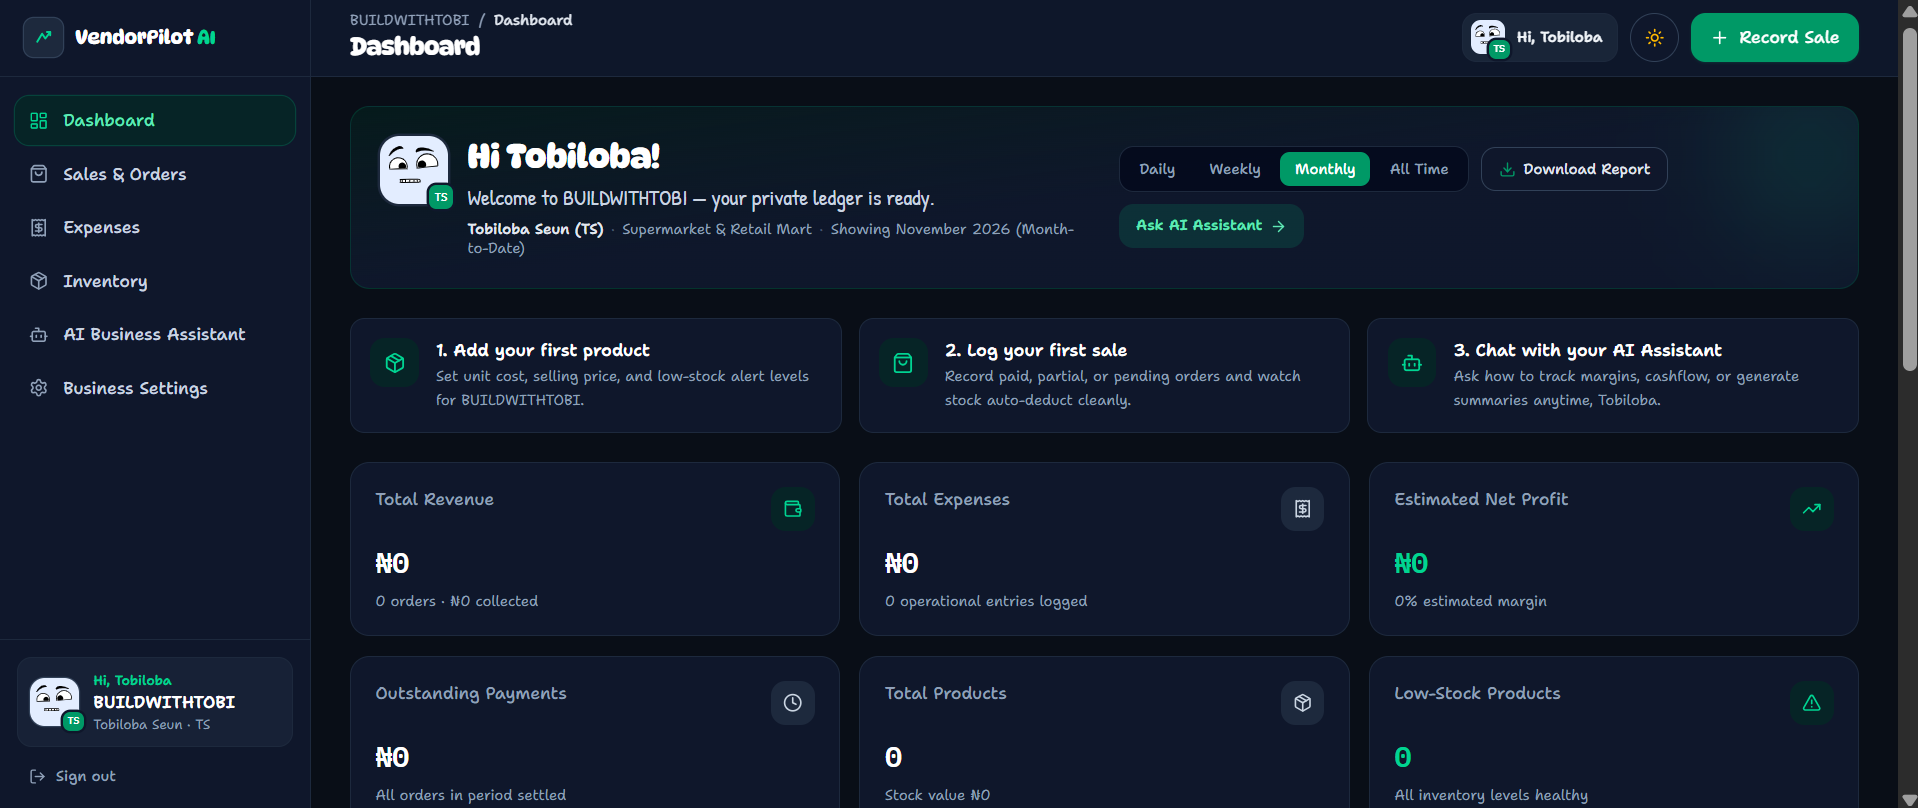 VendorPilot AI
Dashboard
Sales & Orders
Expenses
Inventory
AI Business Assistant
Business Settings
TS
Hi, Tobiloba
BUILDWITHTOBI
Tobiloba Seun · TS
Sign out
BUILDWITHTOBI / Dashboard
Dashboard
TS
Hi, Tobiloba
+ Record Sale
TS
Hi Tobiloba!
Welcome to BUILDWITHTOBI — your private ledger is ready.
Tobiloba Seun (TS) · Supermarket & Retail Mart · Showing November 2026 (Month-
to-Date)
Daily Weekly Monthly All Time
Download Report
Ask AI Assistant →
1. Add your first product
Set unit cost, selling price, and low-stock alert levels
for BUILDWITHTOBI.
2. Log your first sale
Record paid, partial, or pending orders and watch
stock auto-deduct cleanly.
3. Chat with your AI Assistant
Ask how to track margins, cashflow, or generate
summaries anytime, Tobiloba.
Total Revenue
₦0
0 orders · ₦0 collected
Total Expenses
₦0
0 operational entries logged
Estimated Net Profit
₦0
0% estimated margin
Outstanding Payments
₦0
All orders in period settled
Total Products
0
Stock value ₦0
Low-Stock Products
0
All inventory levels healthy